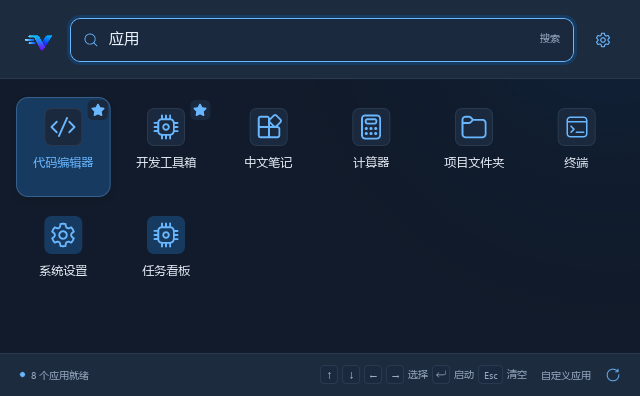 应用 搜索
代码编辑器 开发工具箱 中文笔记 计算器 项目文件夹 终端
系统设置 任务看板
8 个应用就绪 ↑ ↓ ← → 选择 ↵ 启动 Esc 清空 自定义应用